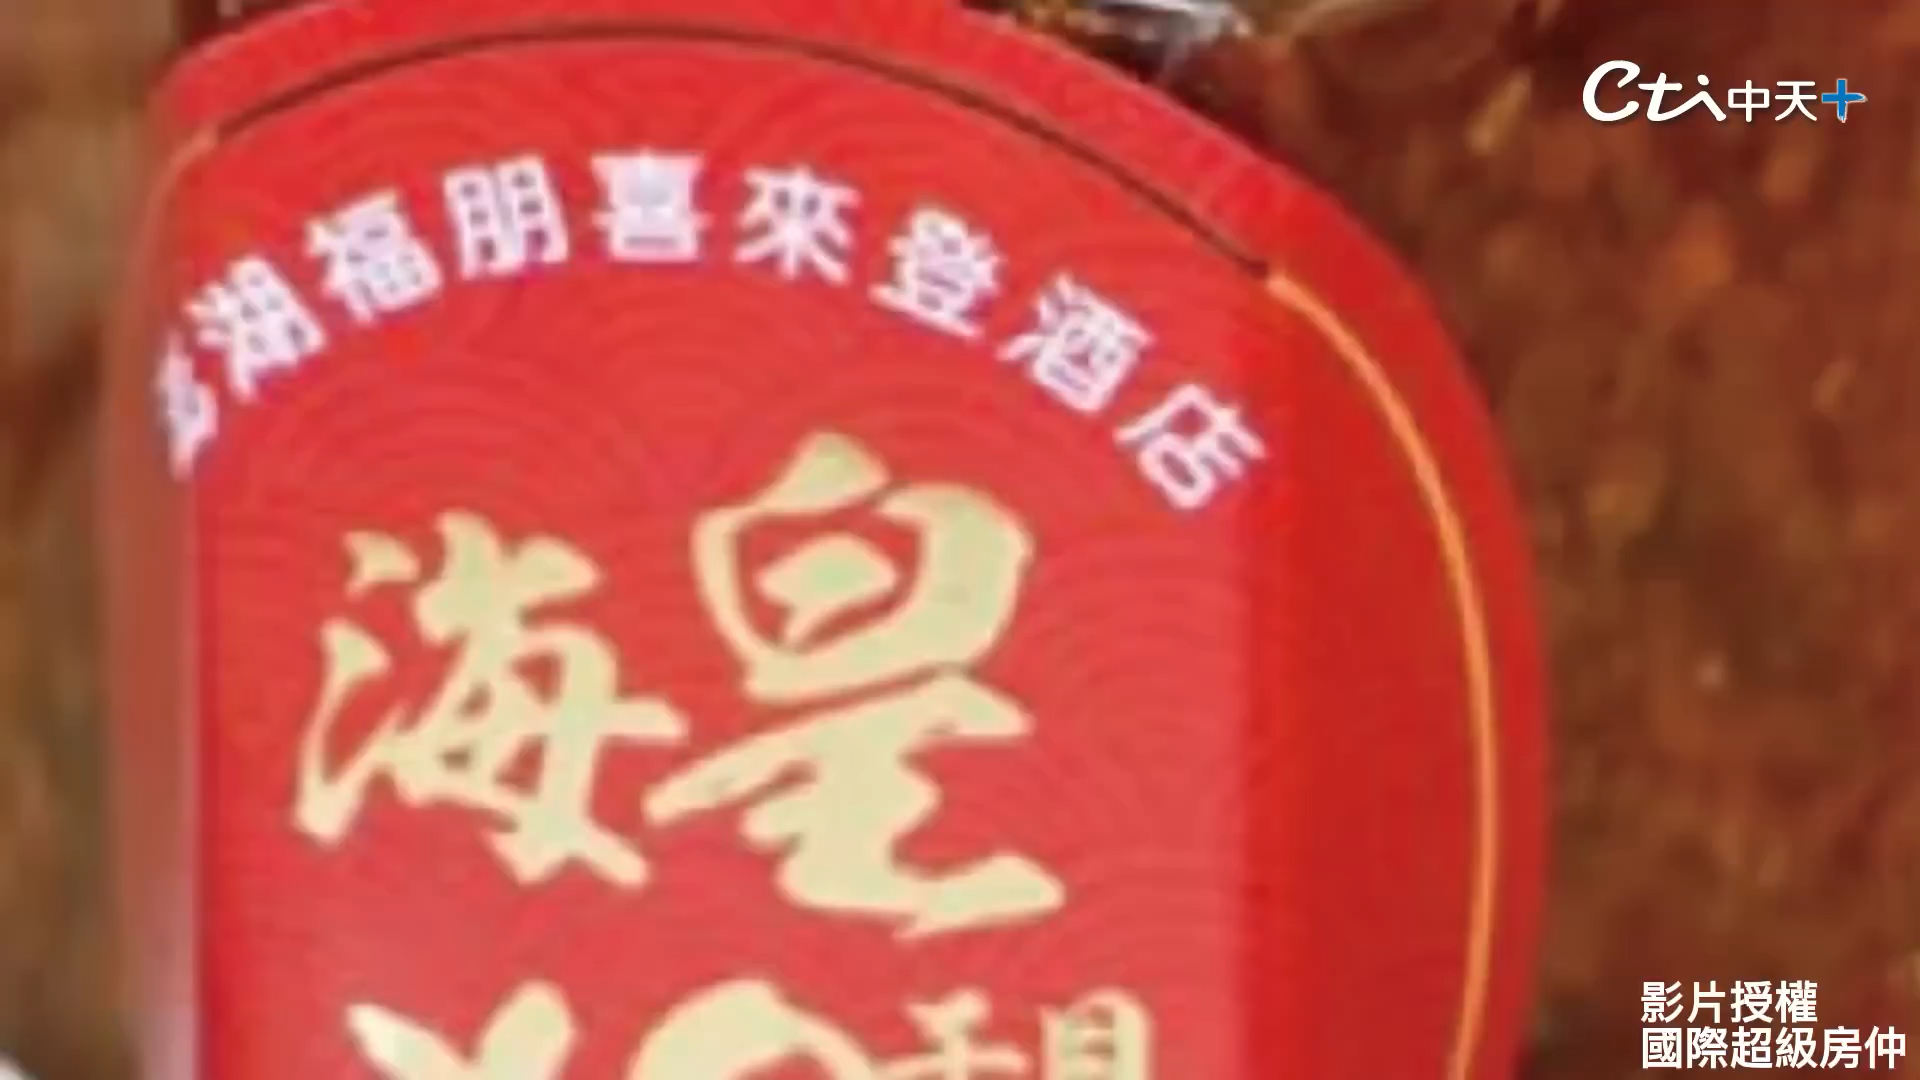 Cti中天+
湖福朋喜來登酒店
海皇
影片授權
國際超級房仲